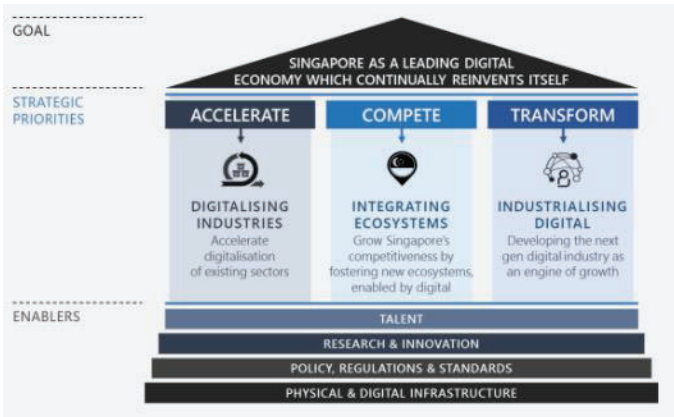 GOAL
SINGAPORE AS A LEADING DIGITAL
ECONOMY WHICH CONTINUALLY REINVENTS ITSELF
STRATEGIC
PRIORITIES
ACCELERATE
COMPETE
TRANSFORM
DIGITALISING
INDUSTRIES
Accelerate
digitalisation
of existing sectors
INTEGRATING
ECOSYSTEMS
Grow Singapore's
competitiveness by
fostering new ecosystems,
enabled by digital
INDUSTRIALISING
DIGITAL
Developing the next
gen digital industry as
an engine of growth
ENABLERS
TALENT
RESEARCH & INNOVATION
POLICY, REGULATIONS & STANDARDS
PHYSICAL & DIGITAL INFRASTRUCTURE